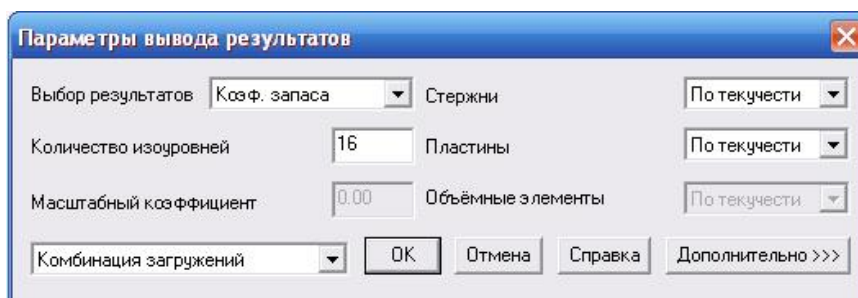 Параметры вывода результатов
Выбор результатов Коэф. запаса Стержни По текучести
Количество изоуровней 16 Пластины По текучести
Масштабный коэффициент 0.00 Объёмные элементы По текучести
Комбинация загружений OK Отмена Справка Дополнительно >>>